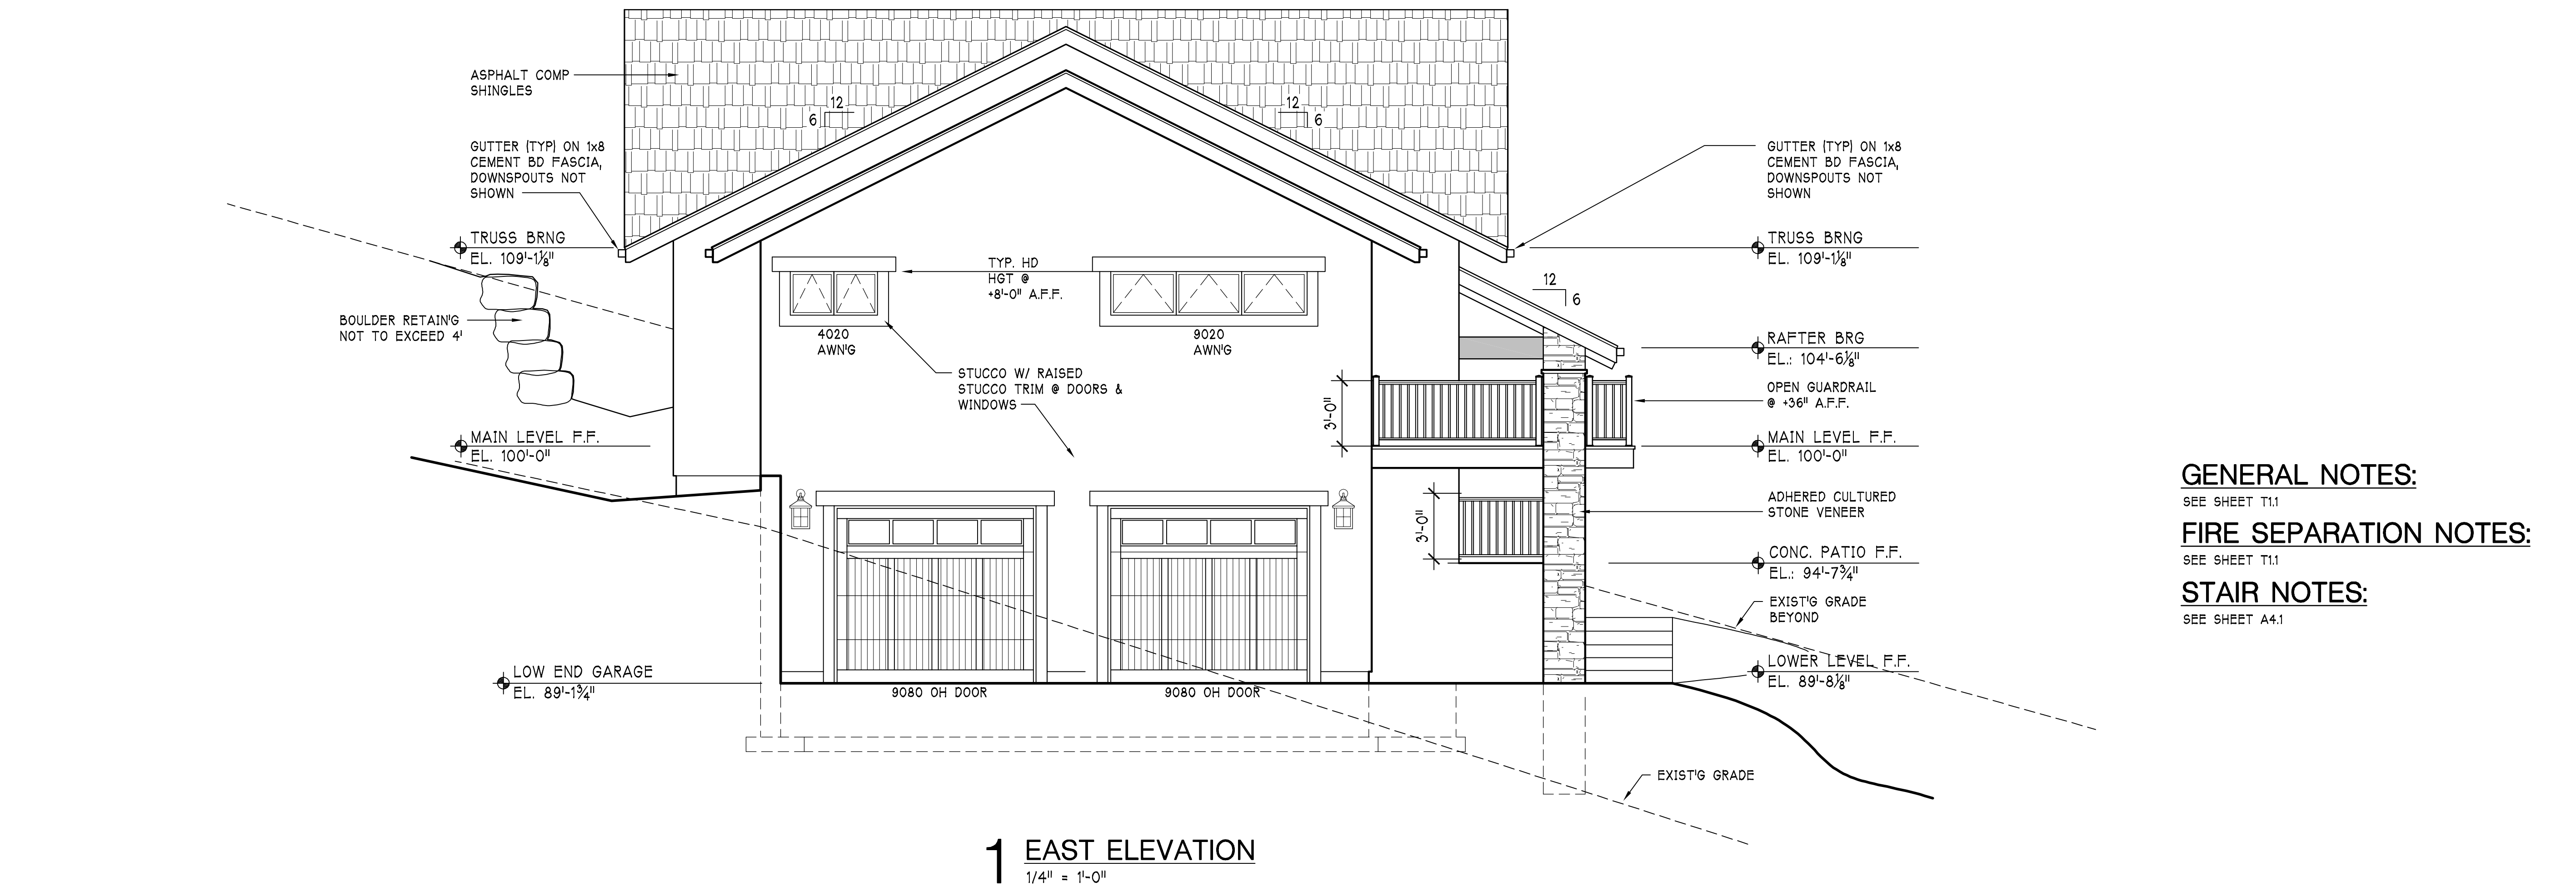 ASPHALT COMP
SHINGLES
12
6
12
6
GUTTER (TYP) ON 1x8
CEMENT BD FASCIA,
DOWNSPOUTS NOT
SHOWN
GUTTER (TYP) ON 1x8
CEMENT BD FASCIA,
DOWNSPOUTS NOT
SHOWN
TRUSS BRNG
EL. 109'-1⅛"
TRUSS BRNG
EL. 109'-1⅛"
TYP. HD
HGT @
+8'-0" A.F.F.
12
6
BOULDER RETAIN'G
NOT TO EXCEED 4'
4020
AWN'G
9020
AWN'G
RAFTER BRG
EL.: 104'-6⅛"
STUCCO W/ RAISED
STUCCO TRIM @ DOORS &
WINDOWS
3'-0"
OPEN GUARDRAIL
@ +36" A.F.F.
MAIN LEVEL F.F.
EL. 100'-0"
MAIN LEVEL F.F.
EL. 100'-0"
ADHERED CULTURED
STONE VENEER
3'-0"
CONC. PATIO F.F.
EL.: 94'-7¾"
EXIST'G GRADE
BEYOND
LOW END GARAGE
EL. 89'-1¾"
LOWER LEVEL F.F.
EL. 89'-8⅛"
9080 OH DOOR
9080 OH DOOR
EXIST'G GRADE
1 EAST ELEVATION
1/4" = 1'-0"
GENERAL NOTES:
SEE SHEET T1.1
FIRE SEPARATION NOTES:
SEE SHEET T1.1
STAIR NOTES:
SEE SHEET A4.1